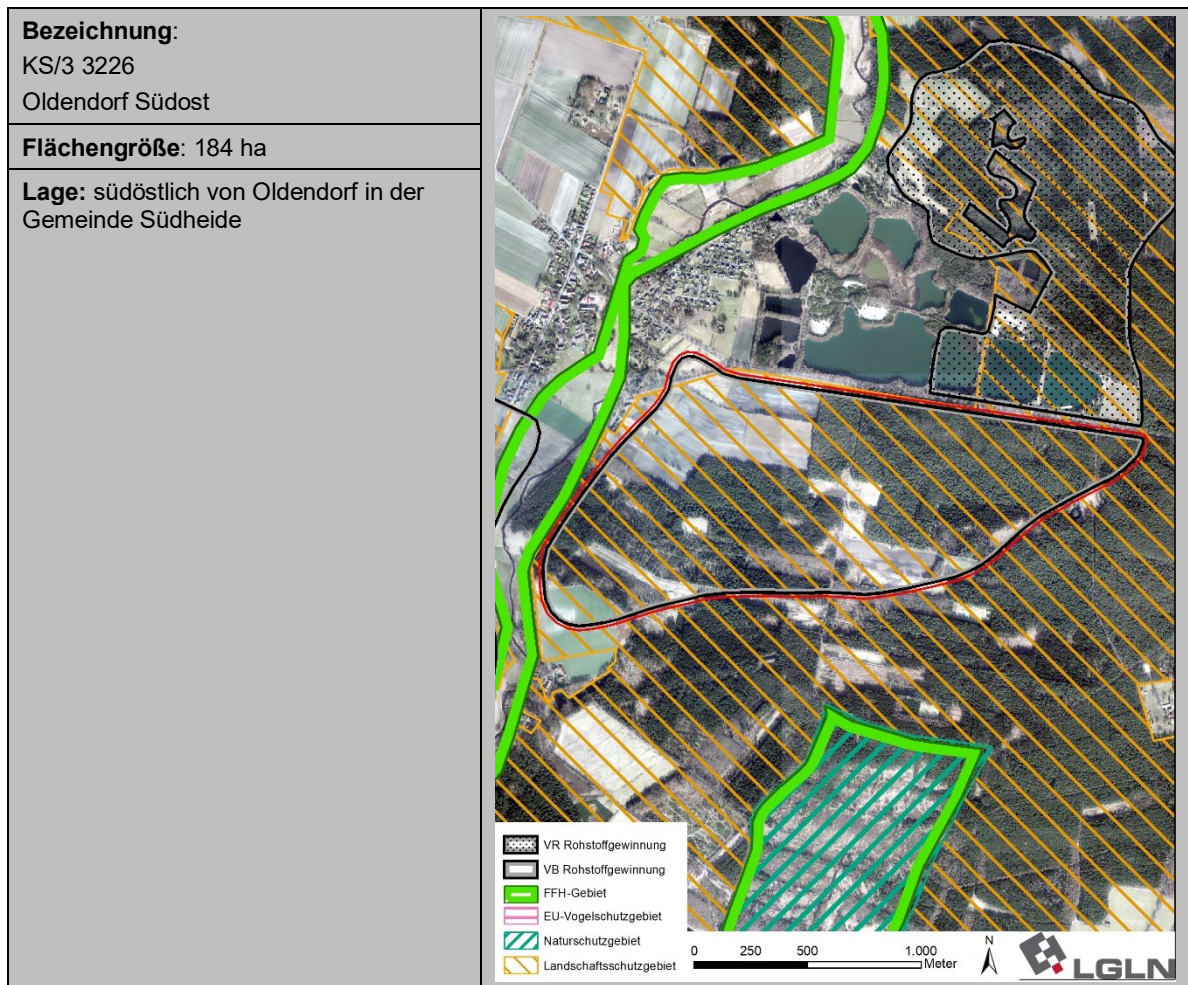 Bezeichnung:
KS/3 3226
Oldendorf Südost
Flächengröße: 184 ha
Lage: südöstlich von Oldendorf in der
Gemeinde Südheide
VR Rohstoffgewinnung
VB Rohstoffgewinnung
FFH-Gebiet
EU-Vogelschutzgebiet
Naturschutzgebiet
Landschaftsschutzgebiet
0 250 500 1.000
Meter
N
LGLN